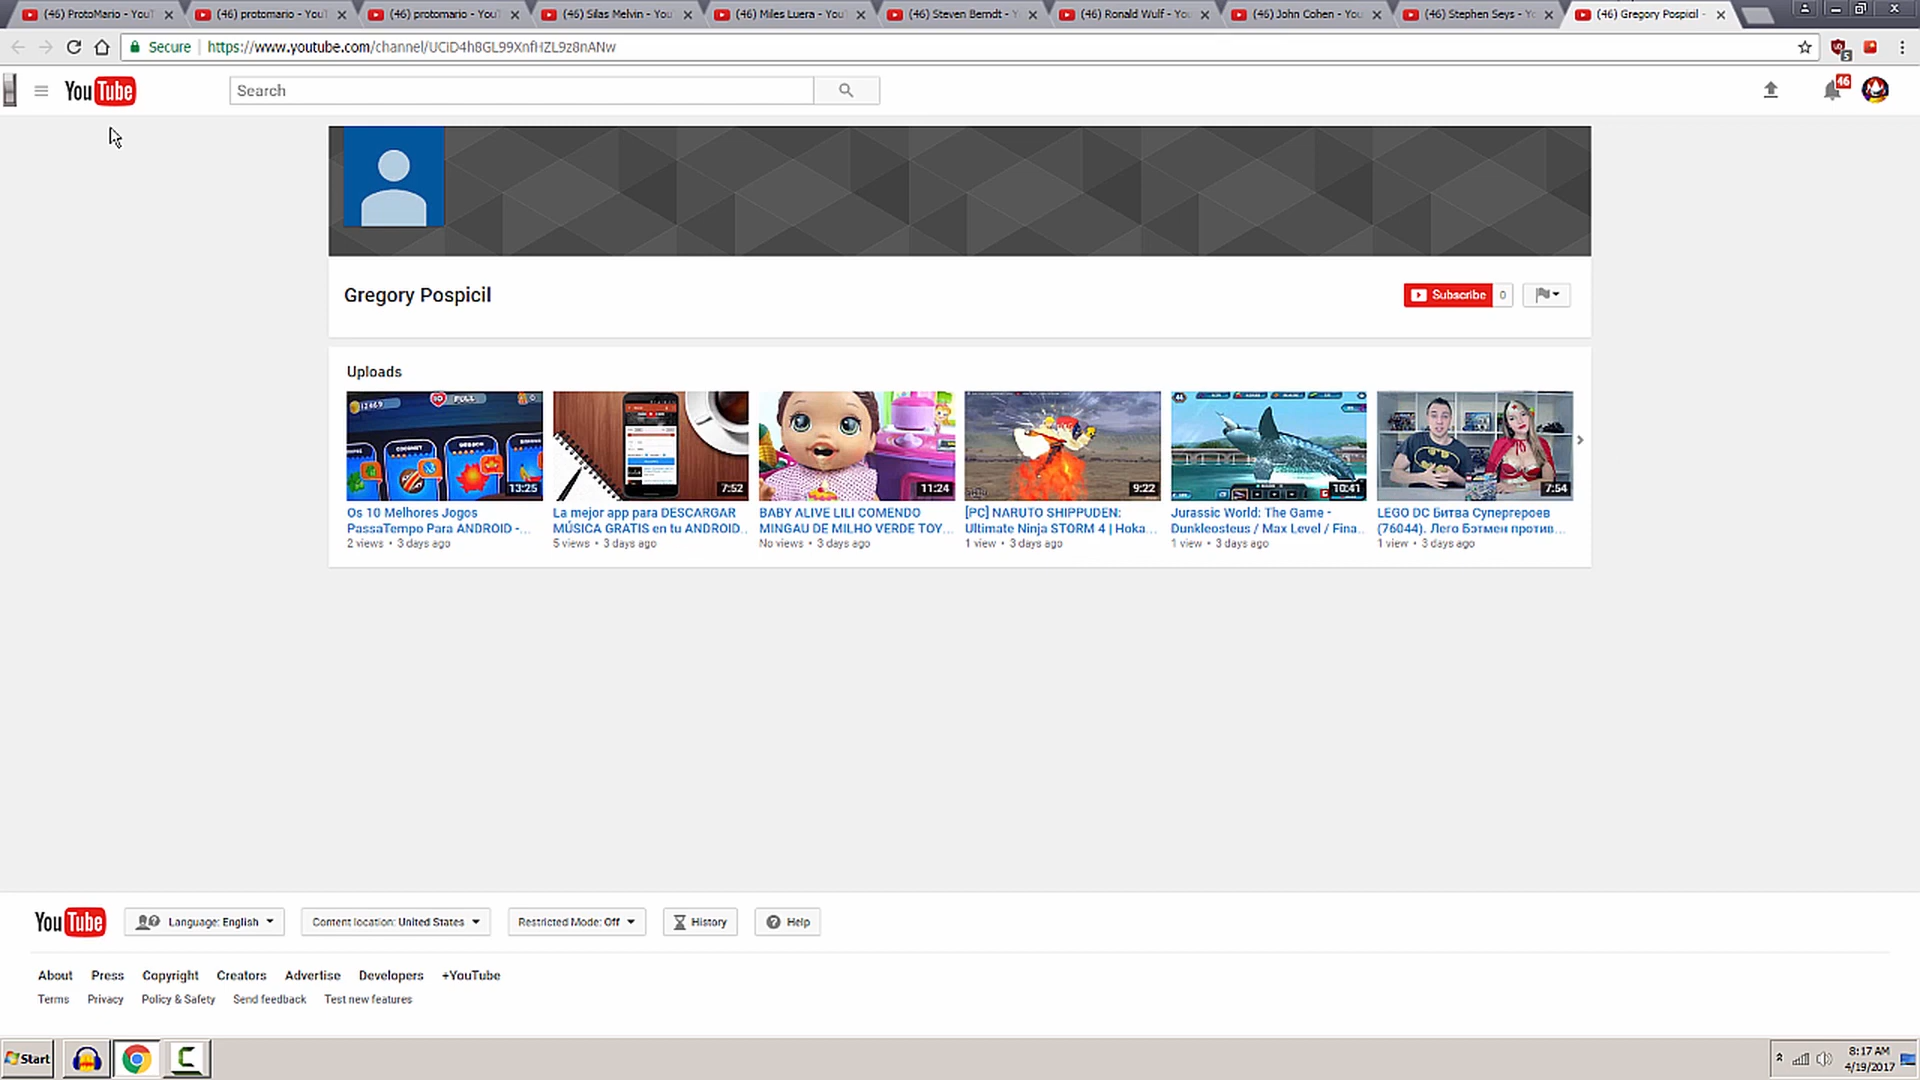 (46) ProtoMario - YouT
(46) protomario - YouT
(46) protomario - YouT
(46) Silas Melvin - You
(46) Miles Luera - YouT
(46) Steven Berndt - Y
(46) Ronald Wulf - You
(46) John Cohen - You
(46) Stephen Seys - Yo
(46) Gregory Pospicil -
Secure
https://www.youtube.com/channel/UCiD4h8GL99XnfHZL9z8nANw
5
YouTube
Search
46
Gregory Pospicil
Subscribe 0
Uploads
12469 10 FULL
13:25
7:52
11:24
9:22
10:41
7:54
Os 10 Melhores Jogos
PassaTempo Para ANDROID -...
2 views • 3 days ago
La mejor app para DESCARGAR
MÚSICA GRATIS en tu ANDROID..
5 views • 3 days ago
BABY ALIVE LILI COMENDO
MINGAU DE MILHO VERDE TOY...
No views • 3 days ago
[PC] NARUTO SHIPPUDEN:
Ultimate Ninja STORM 4 | Hoka...
1 view • 3 days ago
Jurassic World: The Game -
Dunkleosteus / Max Level / Fina..
1 view • 3 days ago
LEGO DC Битва Супергероев
(76044). Лего Бэтмен против...
1 view • 3 days ago
YouTube
Language: English
Content location: United States
Restricted Mode: Off
History
Help
About Press Copyright Creators Advertise Developers +YouTube
Terms Privacy Policy & Safety Send feedback Test new features
Start
8:17 AM
4/19/2017